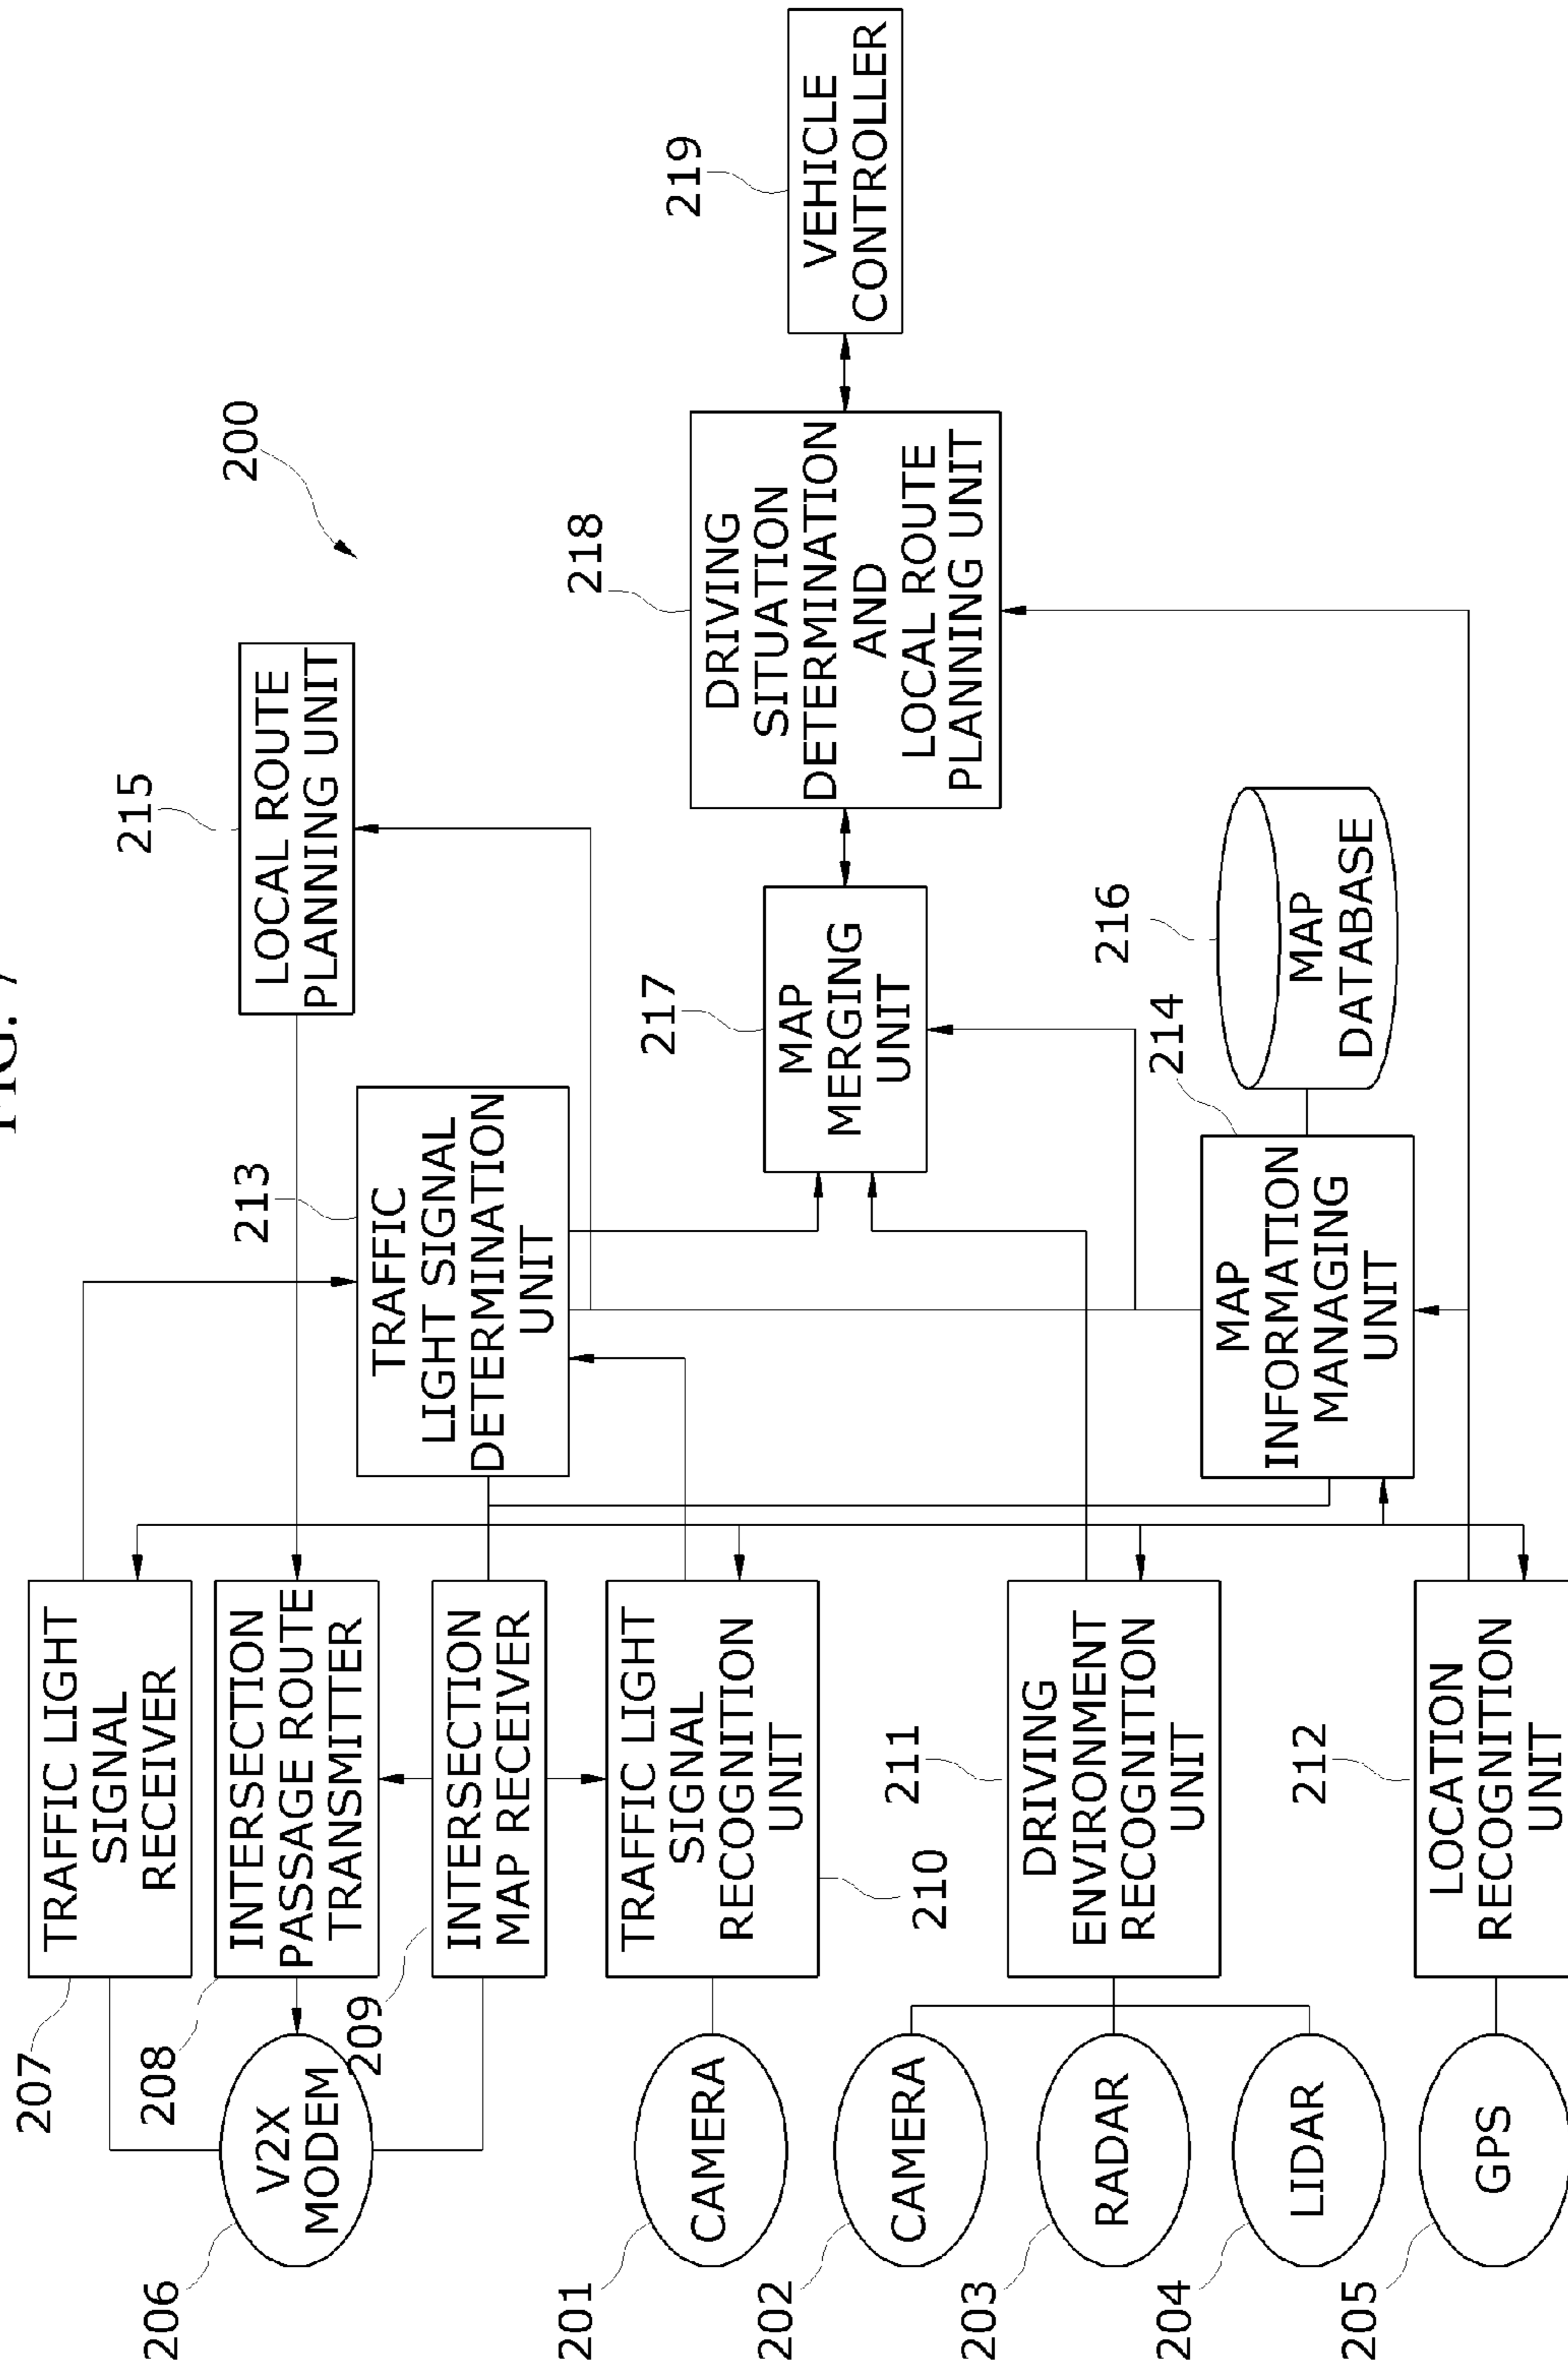 FIG. 7
200
206
V2X
MODEM
201
CAMERA
202
CAMERA
203
RADAR
204
LIDAR
205
GPS
207
TRAFFIC LIGHT
SIGNAL
RECEIVER
208
INTERSECTION
PASSAGE ROUTE
TRANSMITTER
209
INTERSECTION
MAP RECEIVER
210
TRAFFIC LIGHT
SIGNAL
RECOGNITION
UNIT
211
DRIVING
ENVIRONMENT
RECOGNITION
UNIT
212
LOCATION
RECOGNITION
UNIT
213
TRAFFIC
LIGHT SIGNAL
DETERMINATION
UNIT
214
MAP
INFORMATION
MANAGING
UNIT
215
LOCAL ROUTE
PLANNING UNIT
216
MAP
DATABASE
217
MAP
MERGING
UNIT
218
DRIVING
SITUATION
DETERMINATION
AND
LOCAL ROUTE
PLANNING UNIT
219
VEHICLE
CONTROLLER